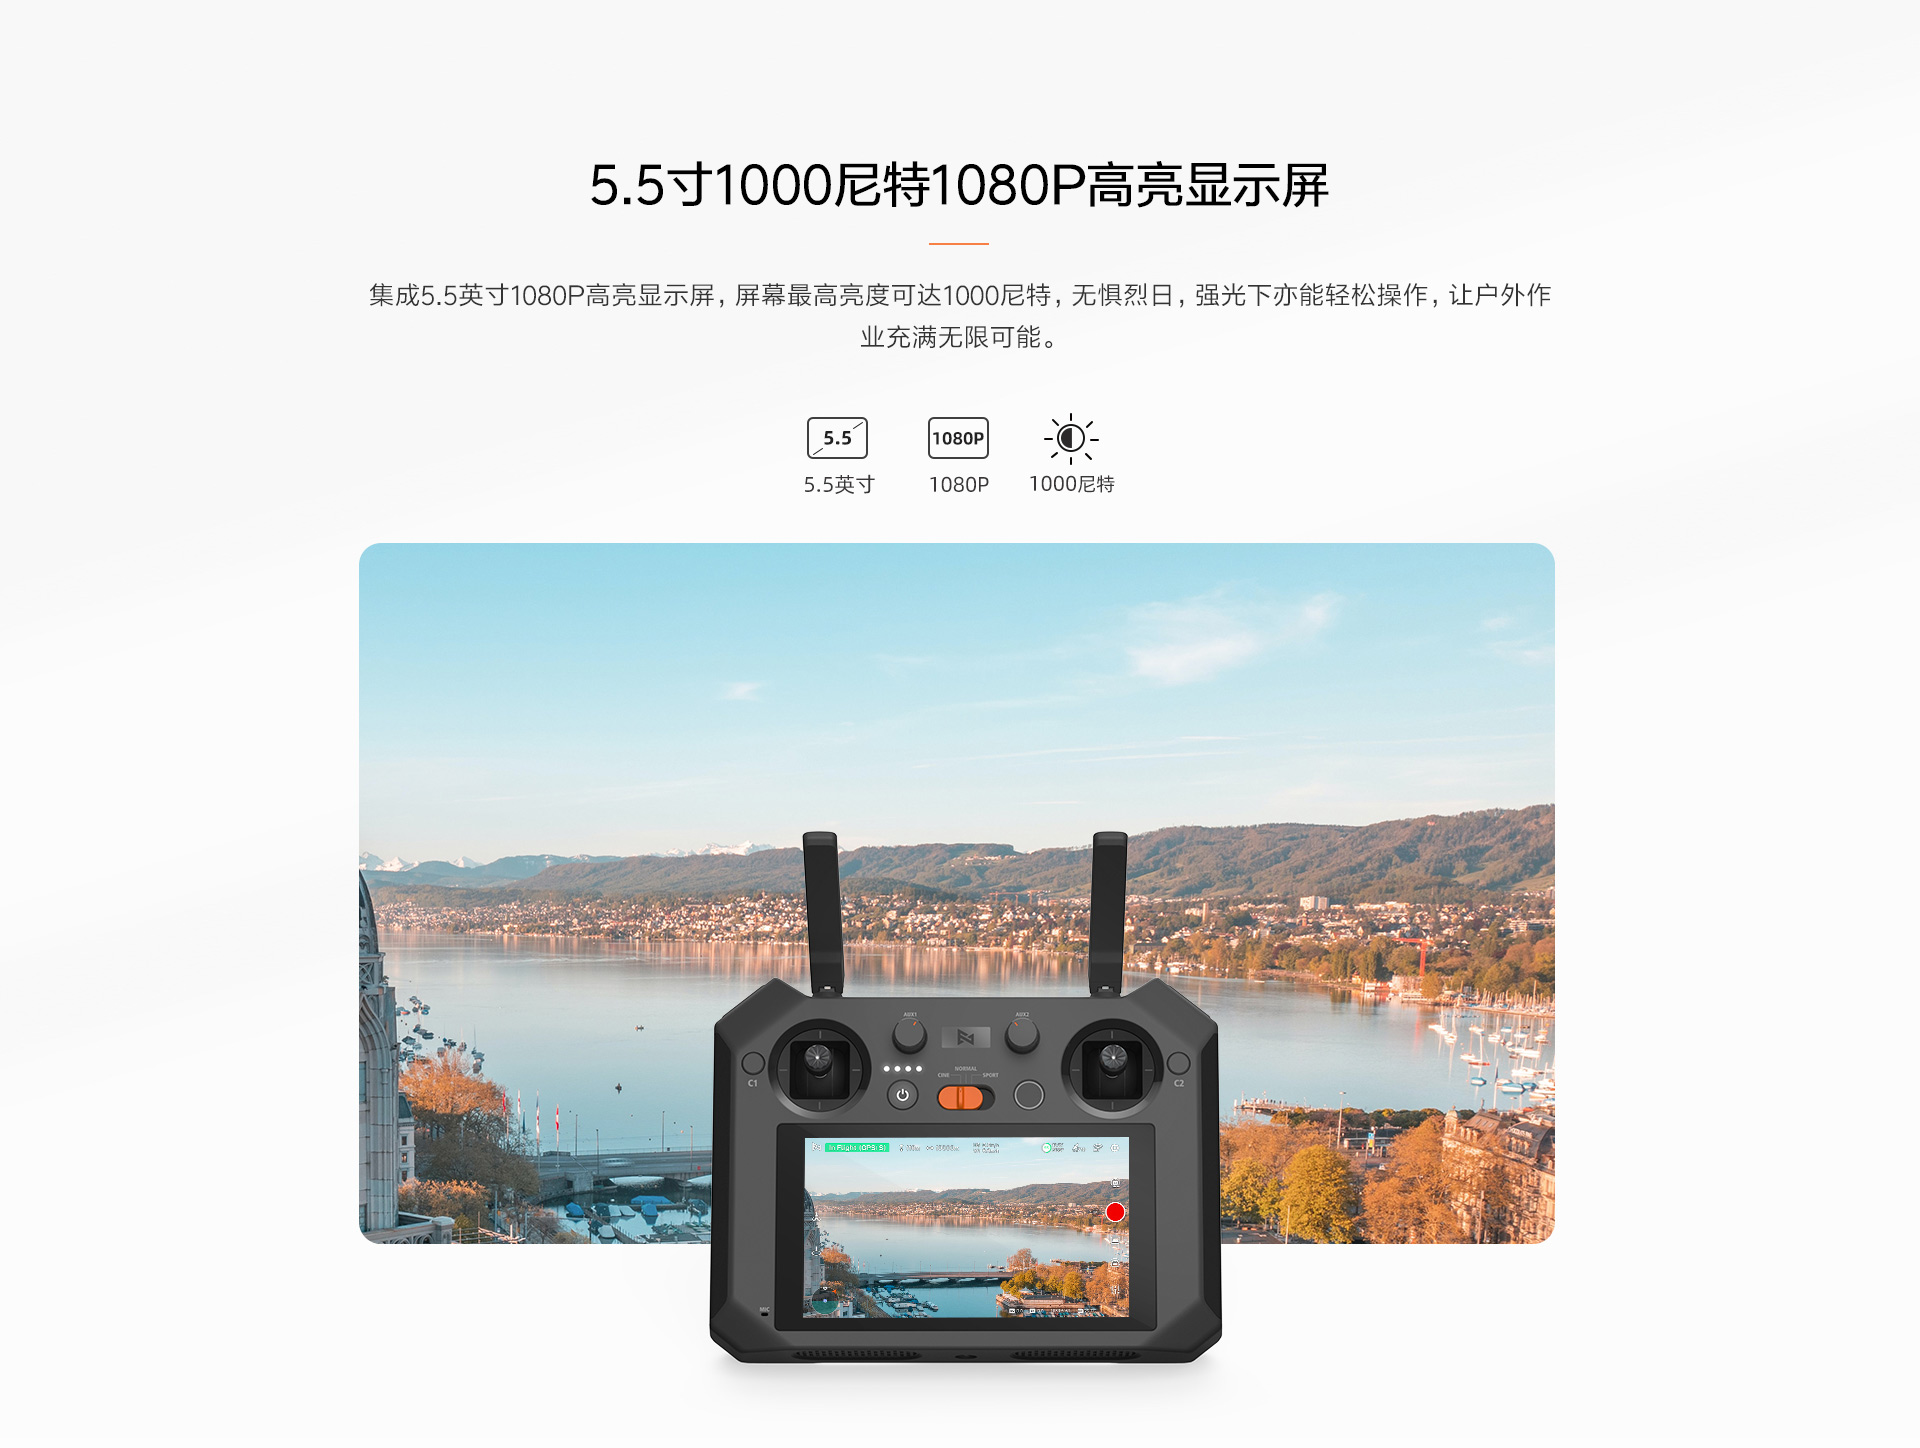 5.5寸1000尼特1080P高亮显示屏
集成5.5英寸1080P高亮显示屏，屏幕最高亮度可达1000尼特，无惧烈日，强光下亦能轻松操作，让户外作
业充满无限可能。
5.5
1080P
5.5英寸
1080P
1000尼特
AUX1
AUX2
NORMAL
CINE
SPORT
C1
C2
In Flight (GPS: 9)
MIC